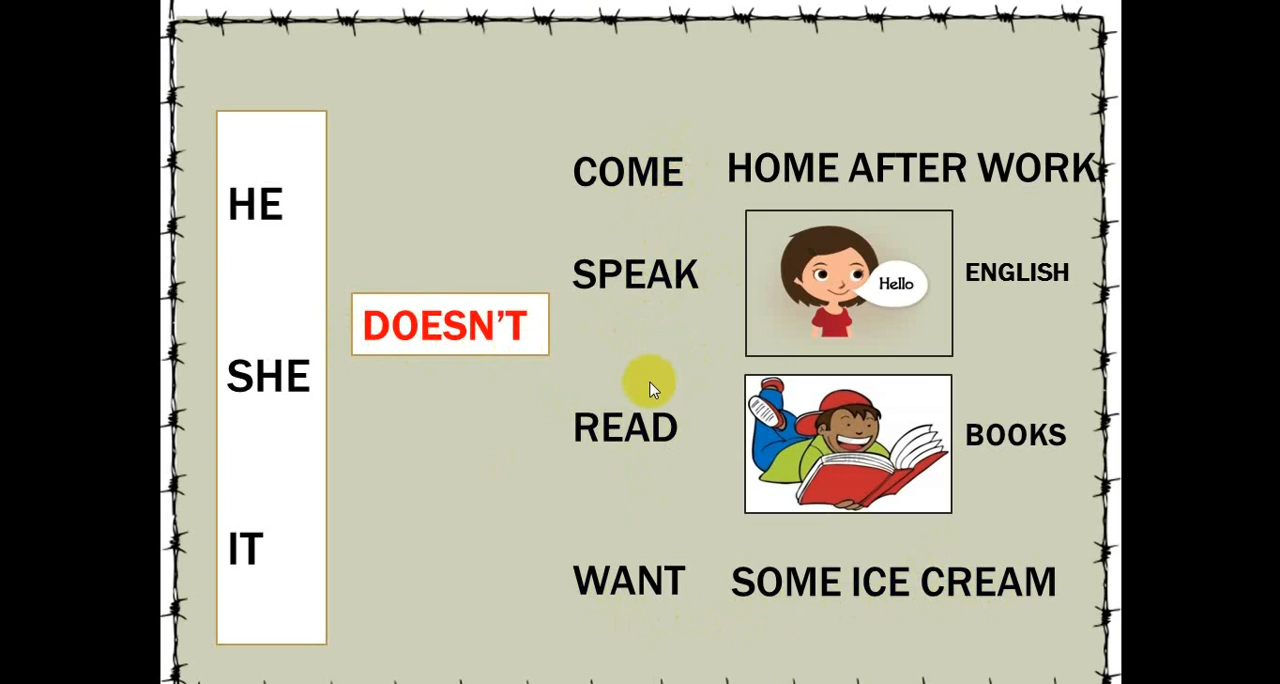 HE
SHE
IT
DOESN'T
COME HOME AFTER WORK
SPEAK
Hello
ENGLISH
READ
BOOKS
WANT SOME ICE CREAM